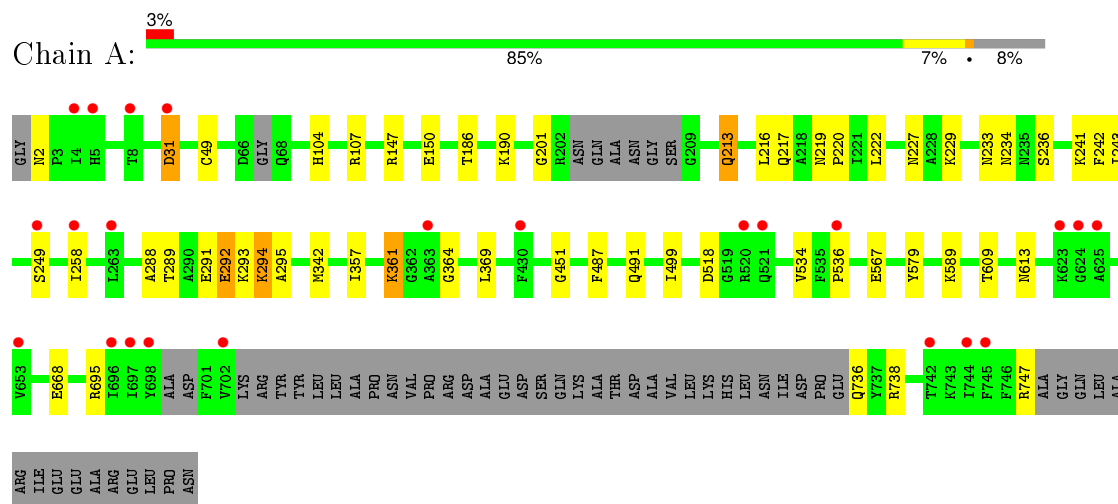 3%
Chain A:
85% 7% • 8%
GLY N2 P3 I4 H5 T8 D31 C49 D66 GLY Q68 H104 R107 R147 E150 T186 K190 G201 R202 ASN GLN ALA ASN GLY SER G209 Q213 L216 Q217 A218 N219 P220 I221 L222 N227 A228 K229 N233 N234 N235 S236 K241 F242
S249 I258 L263 A288 T289 A290 E291 E292 K293 K294 A295 M342 I357 K361 G362 A363 G364 L369 F430 G451 F487 Q491 I499 D518 G519 R520 Q521 V534 F535 P536 E567 Y579 K589 T609 N613 K623 G624 A625
V653 E668 R695 I696 I697 Y698 ALA ASP F701 V702 LYS ARG TYR TYR LEU LEU ALA PRO ASN VAL PRO ARG ASP ALA GLU ASP SER SER GLN LYS ALA THR ASP ALA VAL LEU LYS HIS LEU ASN ILE ASP PRO GLU Q736 Y737 R738 T742 K743 I744 F745 F746 R747 ALA GLY GLN LEU ALA
ARG ILE GLU GLU ALA ARG GLU LEU PRO ASN